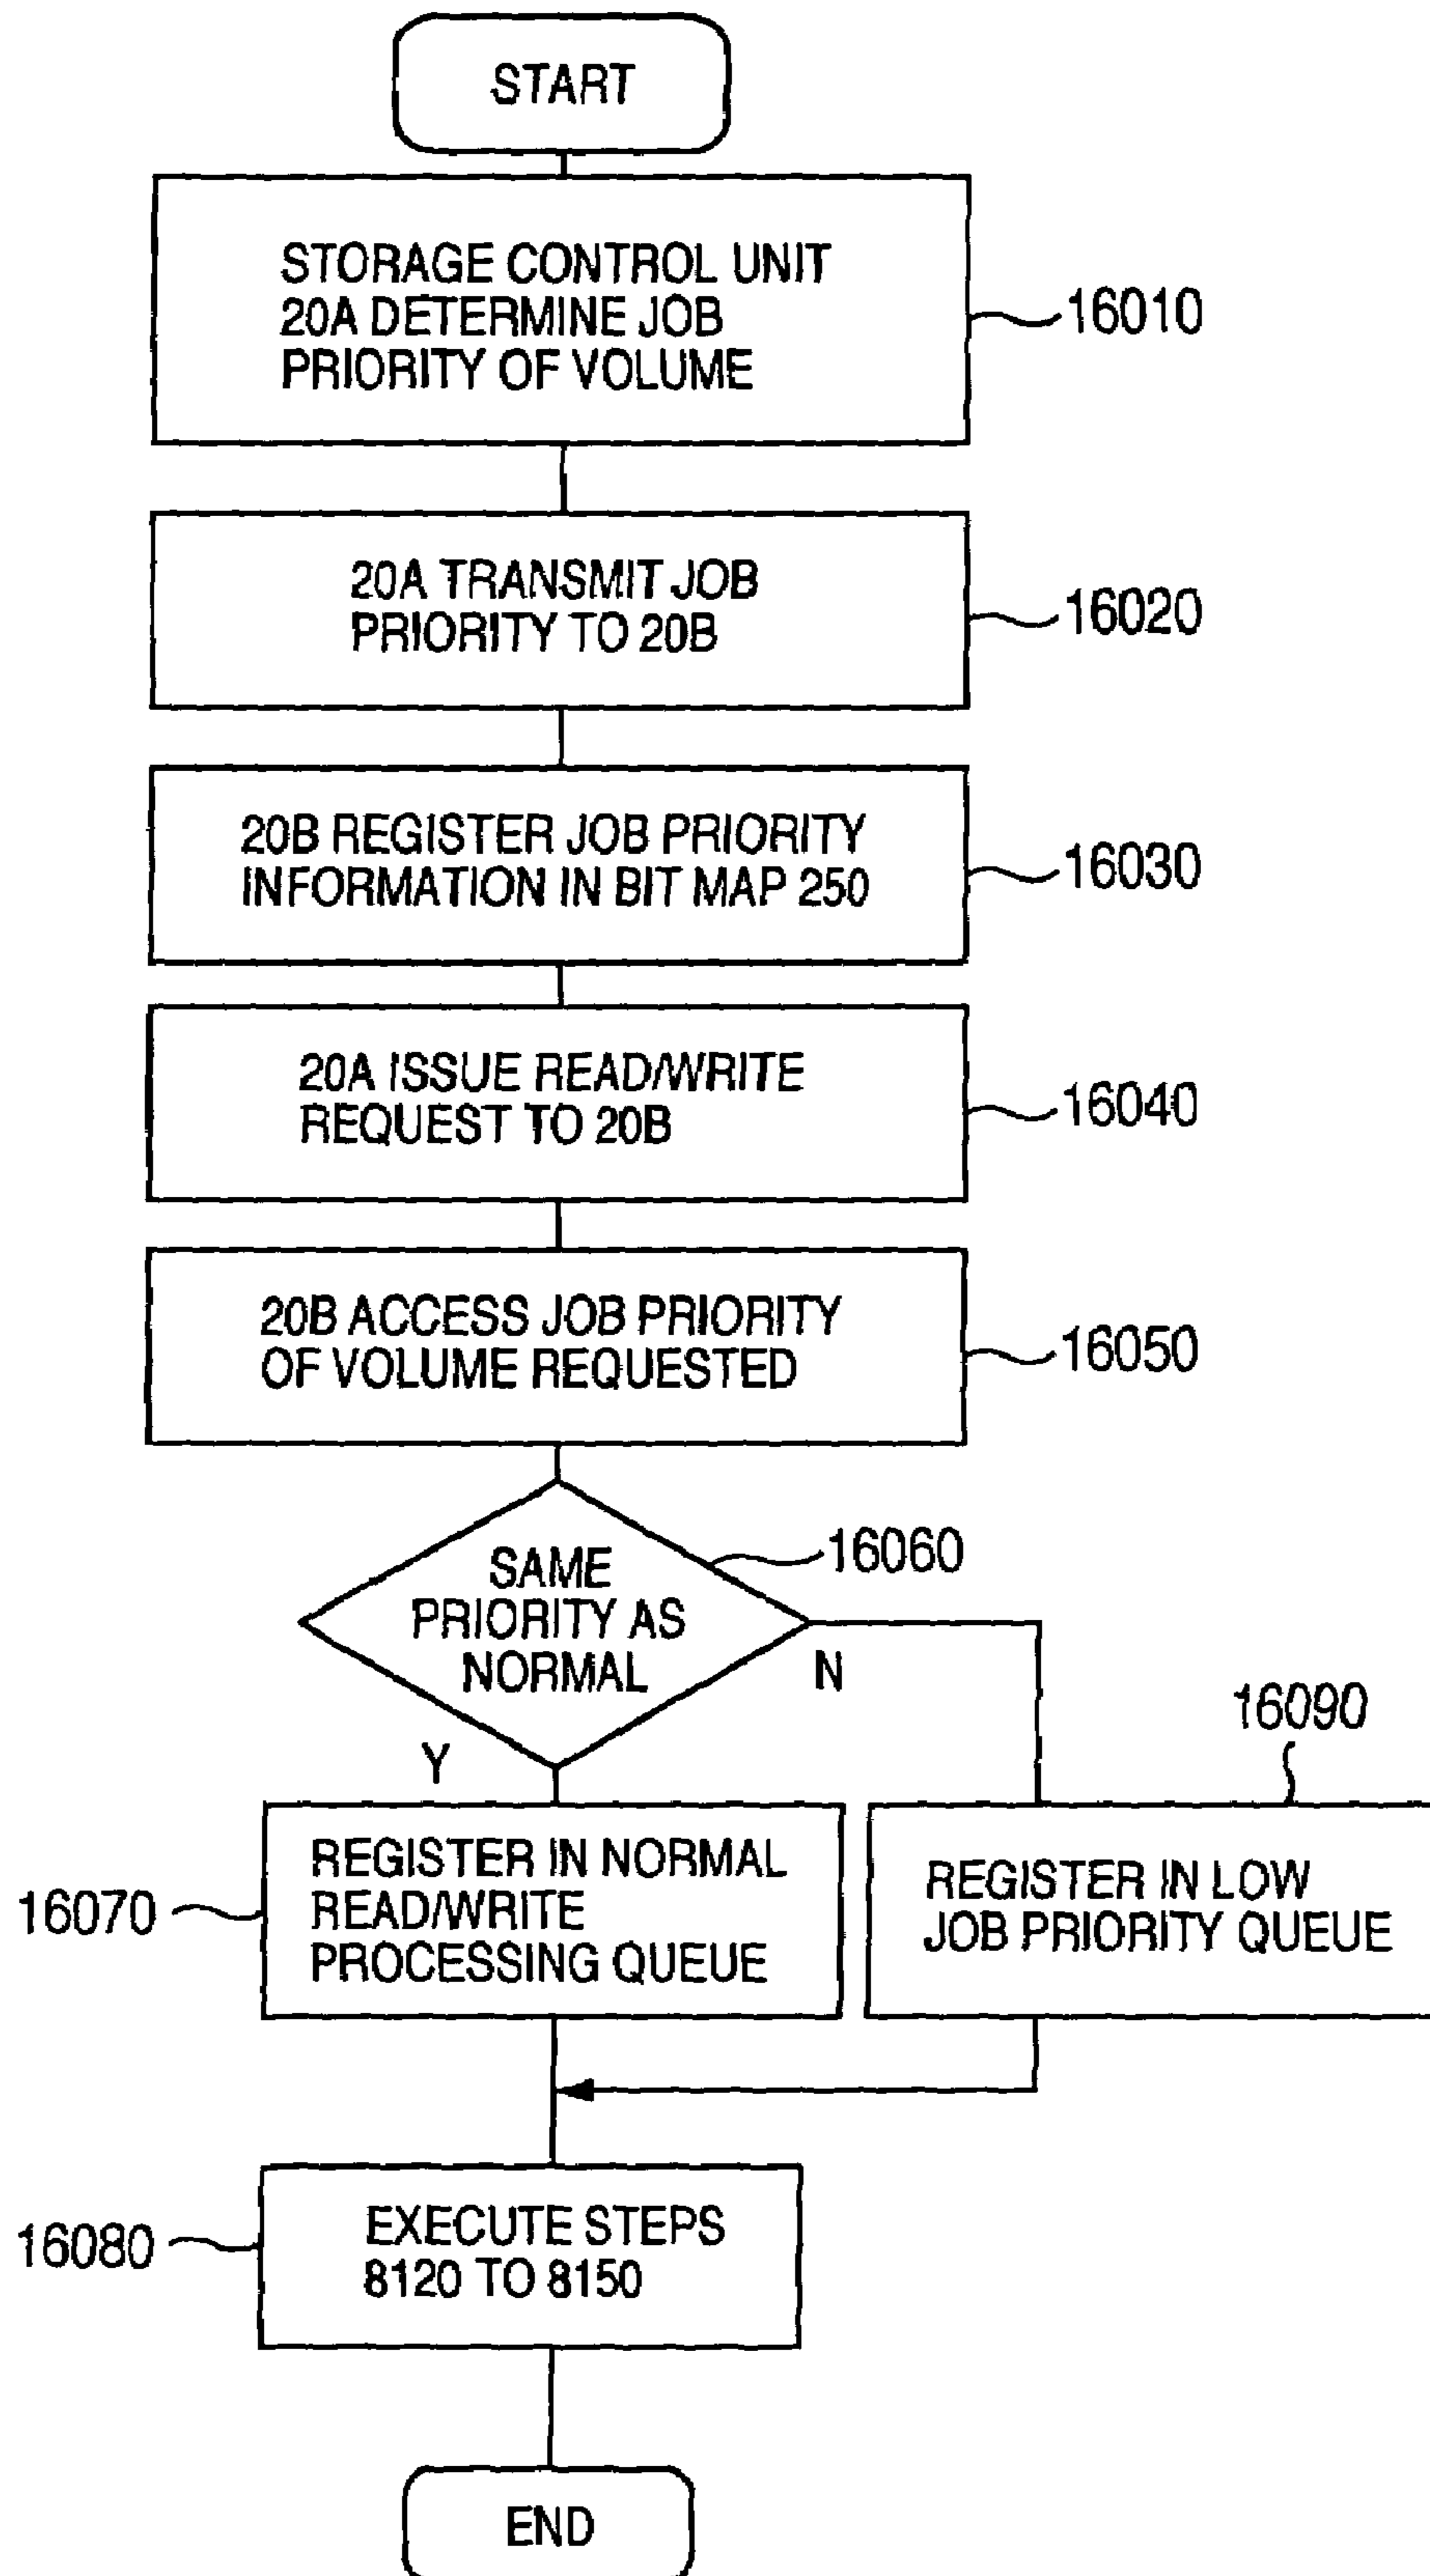 START
STORAGE CONTROL UNIT
20A DETERMINE JOB
PRIORITY OF VOLUME
16010
20A TRANSMIT JOB
PRIORITY TO 20B
16020
20B REGISTER JOB PRIORITY
INFORMATION IN BIT MAP 250
16030
20A ISSUE READ/WRITE
REQUEST TO 20B
16040
20B ACCESS JOB PRIORITY
OF VOLUME REQUESTED
16050
SAME
PRIORITY AS
NORMAL
16060
N
Y
16090
REGISTER IN NORMAL
READ/WRITE
PROCESSING QUEUE
16070
REGISTER IN LOW
JOB PRIORITY QUEUE
EXECUTE STEPS
8120 TO 8150
16080
END